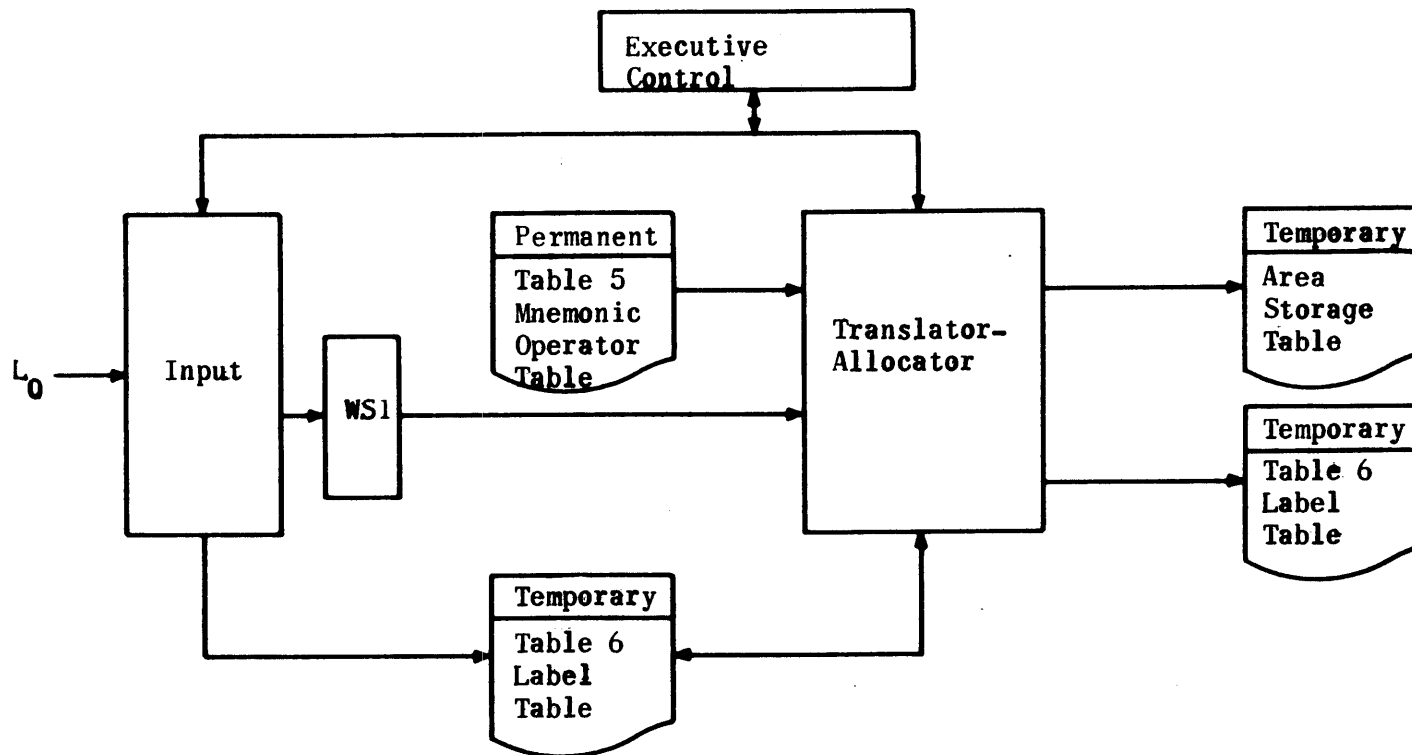 Executive
Control
Permanent
Table 5
Mnemonic
Operator
Table
Temporary
Area
Storage
Table
Translator-
Allocator
L0
Input
WS1
Temporary
Table 6
Label
Table
Temporary
Table 6
Label
Table